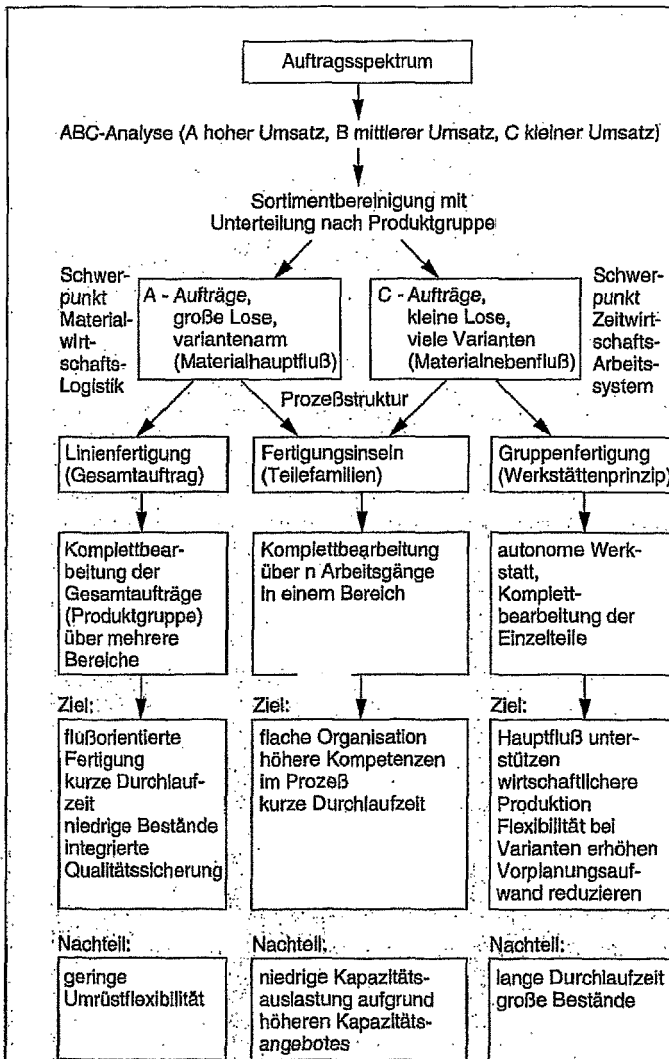 Auftragsspektrum
ABC-Analyse (A hoher Umsatz, B mittlerer Umsatz, C kleiner Umsatz)
Sortimentbereinigung mit
Unterteilung nach Produktgruppe
Schwer-
punkt
Material-
wirt-
schafts-
Logistik
A - Aufträge,
große Lose,
variantenarm
(Materialhauptfluß)
C - Aufträge,
kleine Lose,
viele Varianten
(Materialnebenfluß)
Schwer-
punkt
Zeitwirt-
schafts-
Arbeits-
system
Prozeßstruktur
Linienfertigung
(Gesamtauftrag)
Fertigungsinseln
(Teilefamilien)
Gruppenfertigung
(Werkstättenprinzip)
Komplettbear-
beitung der
Gesamtaufträge
(Produktgruppe)
über mehrere
Bereiche
Komplettbearbeitung
über n Arbeitsgänge
in einem Bereich
autonome Werk-
statt,
Komplett-
bearbeitung der
Einzelteile
Ziel:
flußorientierte
Fertigung
kurze Durchlauf-
zeit
niedrige Bestände
integrierte
Qualitätssicherung
Ziel:
flache Organisation
höhere Kompetenzen
im Prozeß
kurze Durchlaufzeit
Ziel:
Hauptfluß unter-
stützen
wirtschaftlichere
Produktion
Flexibilität bei
Varianten erhöhen
Vorplanungsauf-
wand reduzieren
Nachteil:
geringe
Umrüstflexibilität
Nachteil:
niedrige Kapazitäts-
auslastung aufgrund
höheren Kapazitäts-
angebotes
Nachteil:
lange Durchlaufzeit
große Bestände